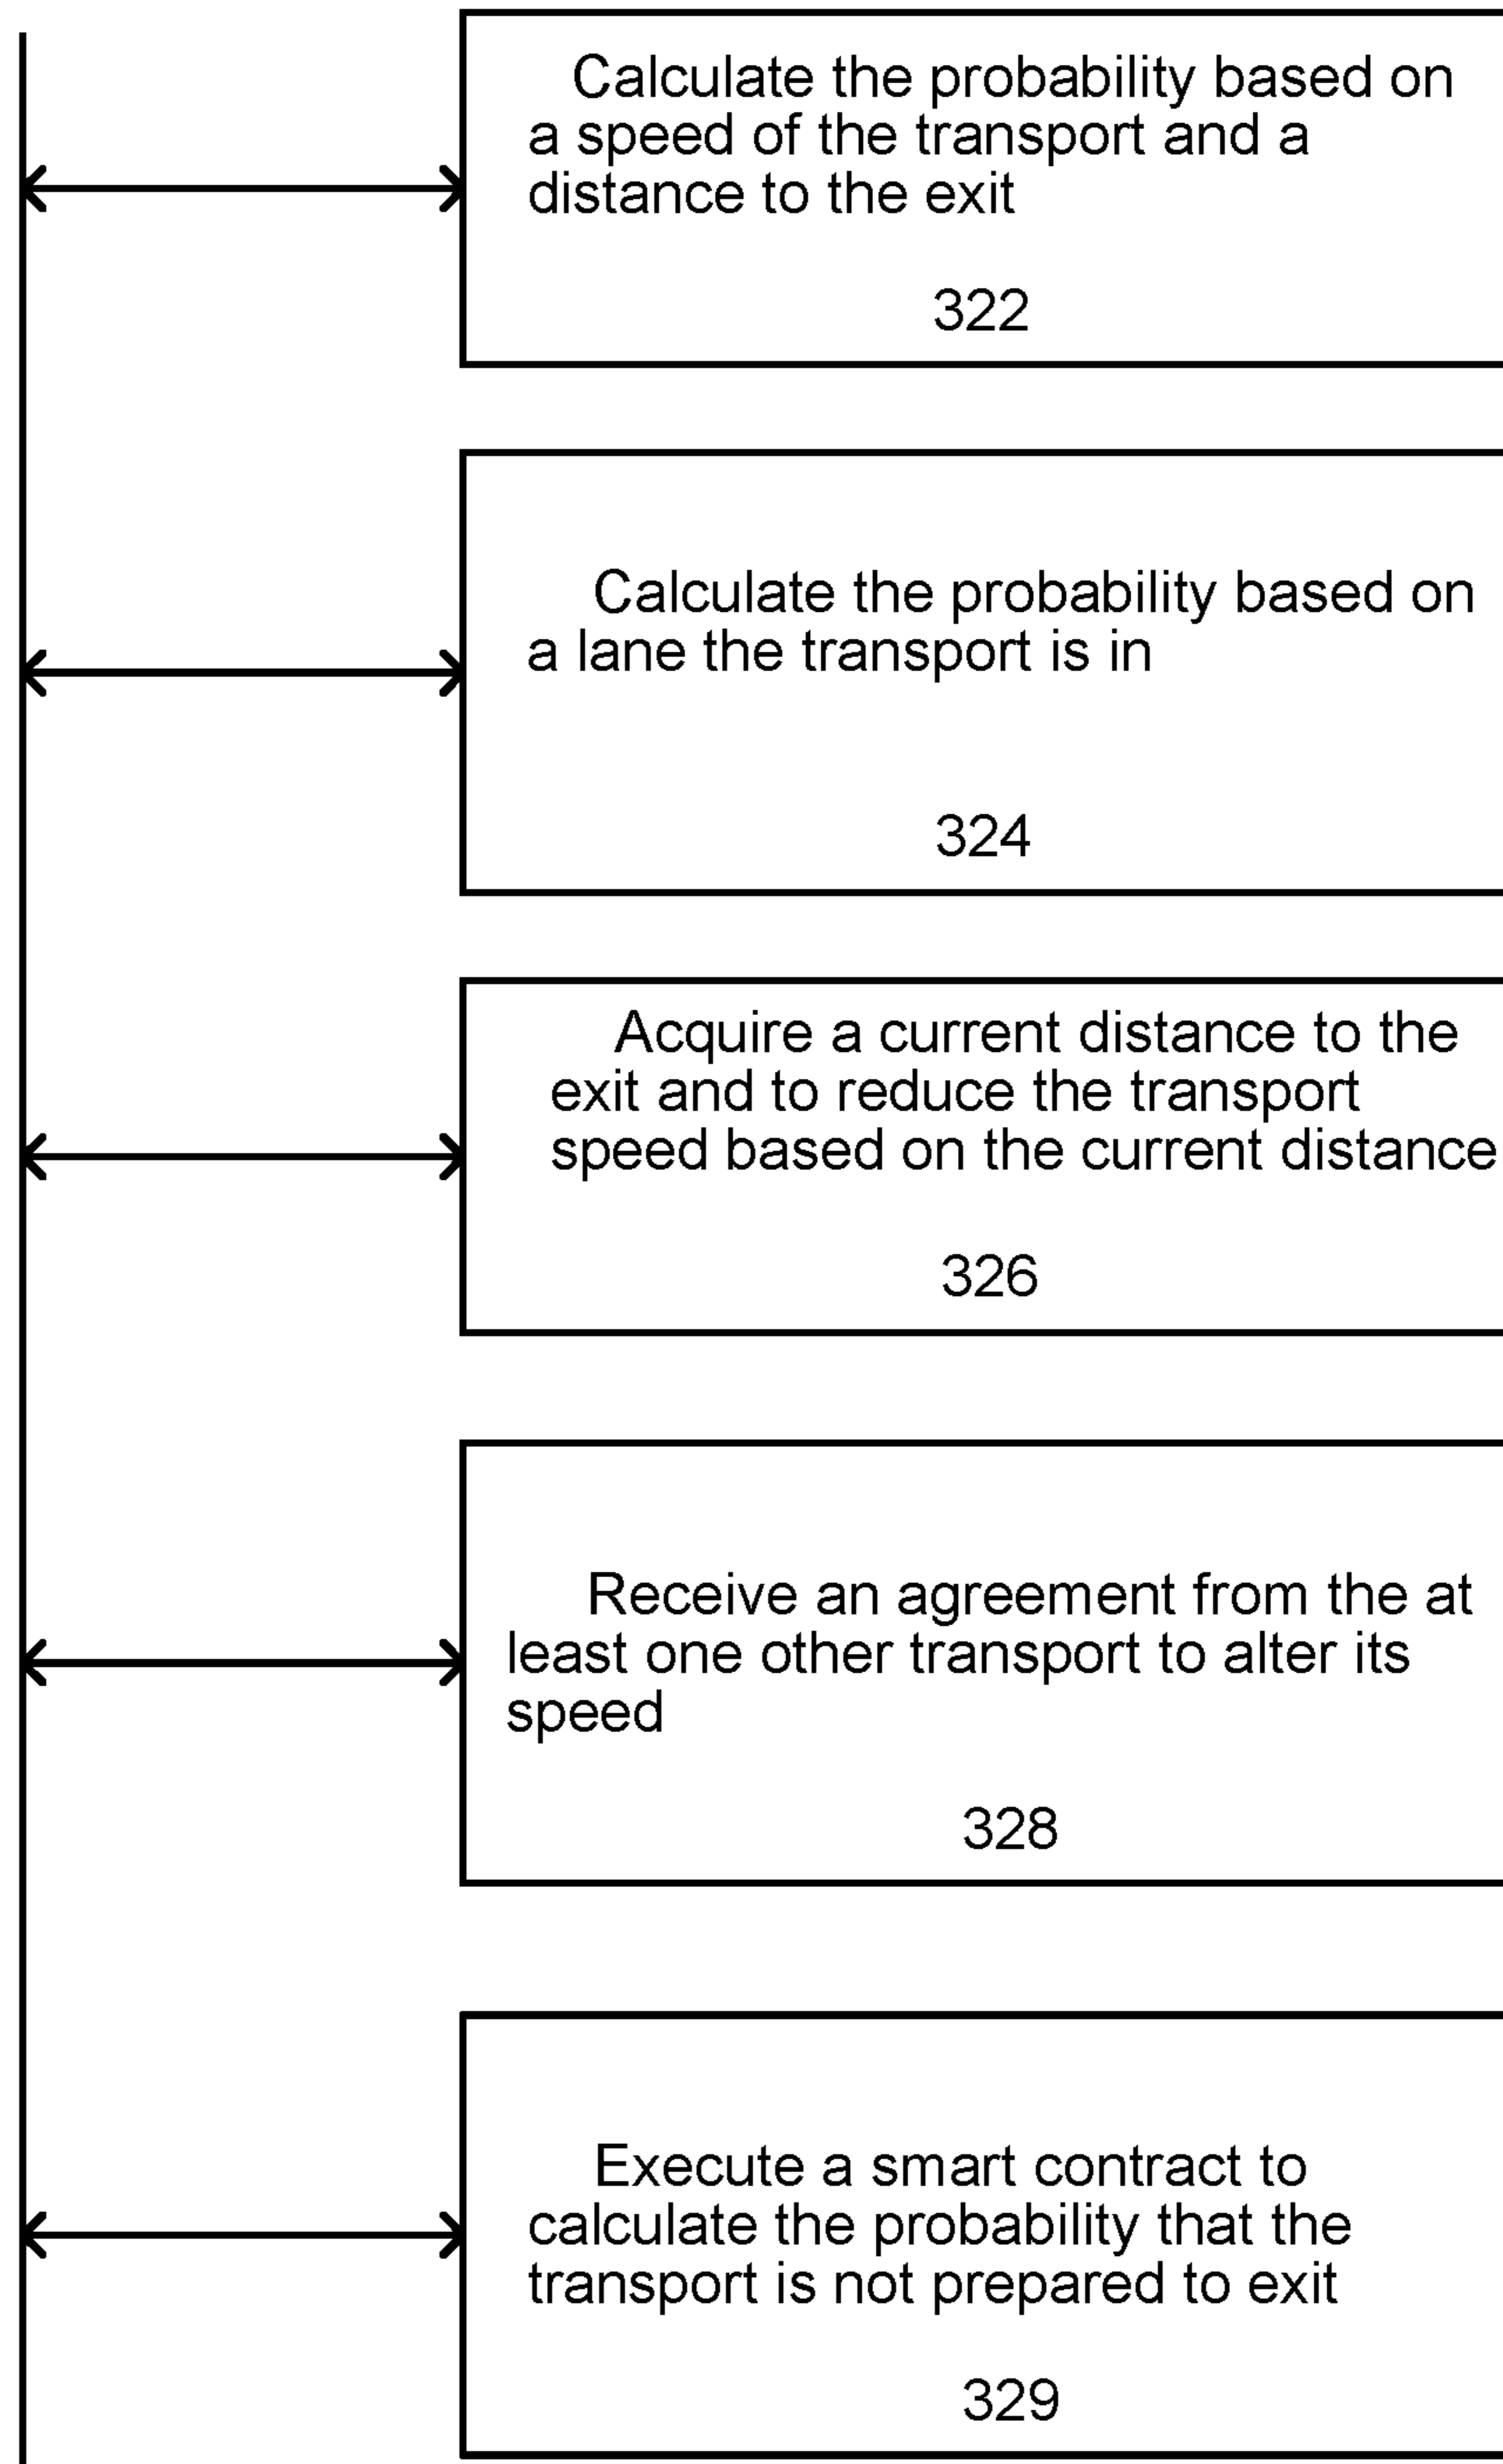 Calculate the probability based on
a speed of the transport and a
distance to the exit
322
Calculate the probability based on
a lane the transport is in
324
Acquire a current distance to the
exit and to reduce the transport
speed based on the current distance
326
Receive an agreement from the at
least one other transport to alter its
speed
328
Execute a smart contract to
calculate the probability that the
transport is not prepared to exit
329